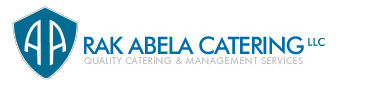 AA
RAK ABELA CATERING LLC
QUALITY CATERING & MANAGEMENT SERVICES